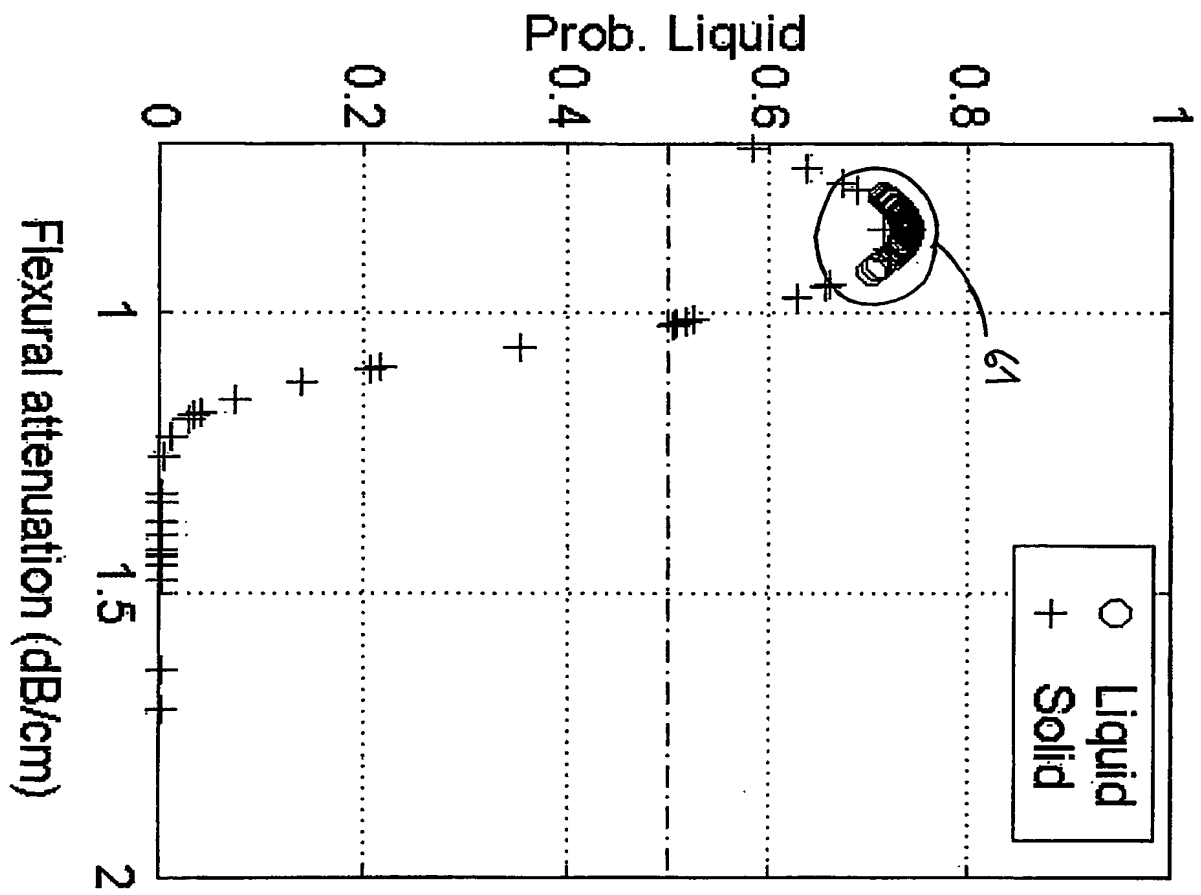 Prob. Liquid
1
0.8
0.6
0.4
0.2
0
1
1.5
2
Flexural attenuation (dB/cm)
Liquid
Solid
61